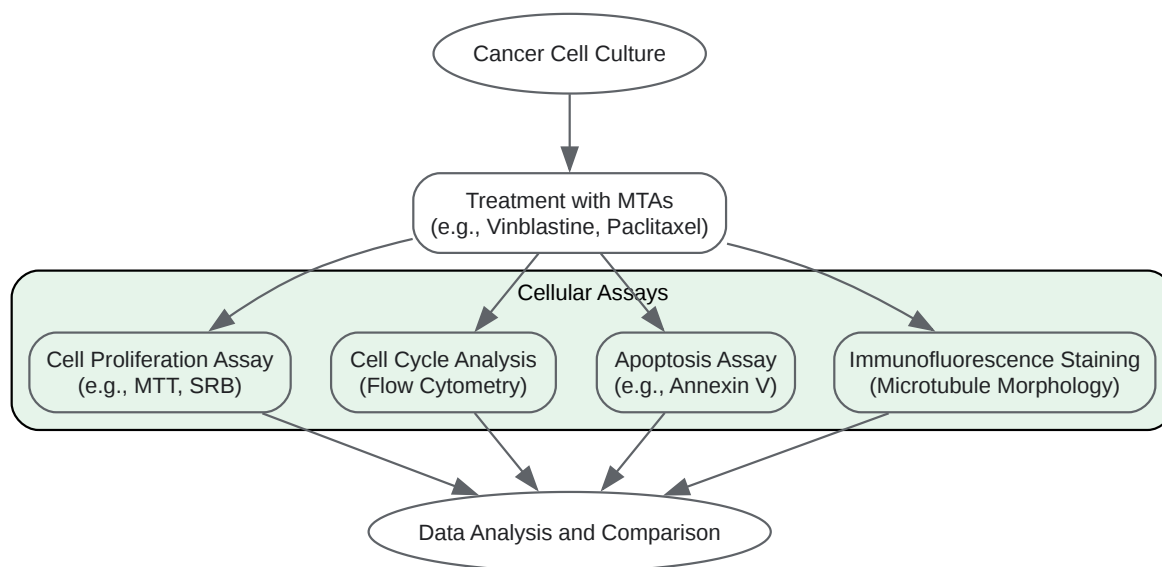 Cancer Cell Culture
Treatment with MTAs
(e.g., Vinblastine, Paclitaxel)
Cellular Assays
Cell Proliferation Assay
(e.g., MTT, SRB)
Cell Cycle Analysis
(Flow Cytometry)
Apoptosis Assay
(e.g., Annexin V)
Immunofluorescence Staining
(Microtubule Morphology)
Data Analysis and Comparison